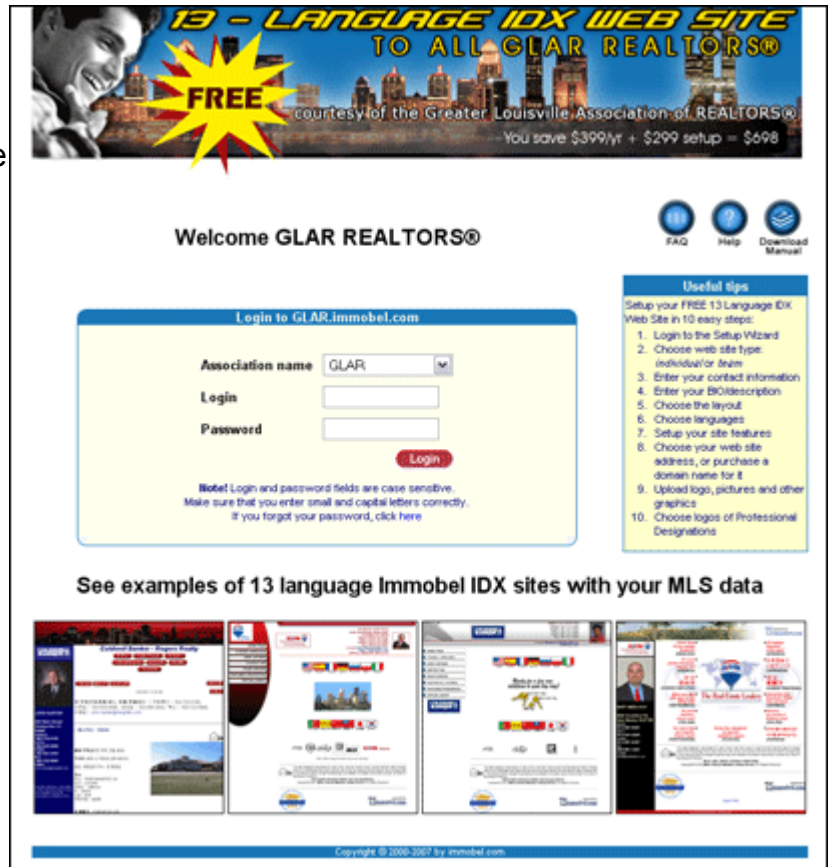 13 - LANGUAGE IDX WEB SITE
TO ALL GLAR REALTORS®
FREE
courtesy of the Greater Louisville Association of REALTORS®
You save $399/yr + $299 setup = $698
e
Welcome GLAR REALTORS®
FAQ
Help
Download
Manual
Login to GLAR.immobel.com
Association name
GLAR
Login
Password
Login
Note! Login and password fields are case sensitive.
Make sure that you enter small and capital letters correctly.
If you forgot your password, click here
Useful tips
Setup your FREE 13 Language IDX
Web Site in 10 easy steps:
1. Login to the Setup Wizard
2. Choose web site type:
individual or team
3. Enter your contact information
4. Enter your BIO/description
5. Choose the layout
6. Choose languages
7. Setup your site features
8. Choose your web site
address, or purchase a
domain name for it
9. Upload logo, pictures and other
graphics
10. Choose logos of Professional
Designations
See examples of 13 language Immobel IDX sites with your MLS data
Coldwell Banker - Rogers Realty
The Real Estate Leaders
Copyright © 2000-2007 by immobel.com